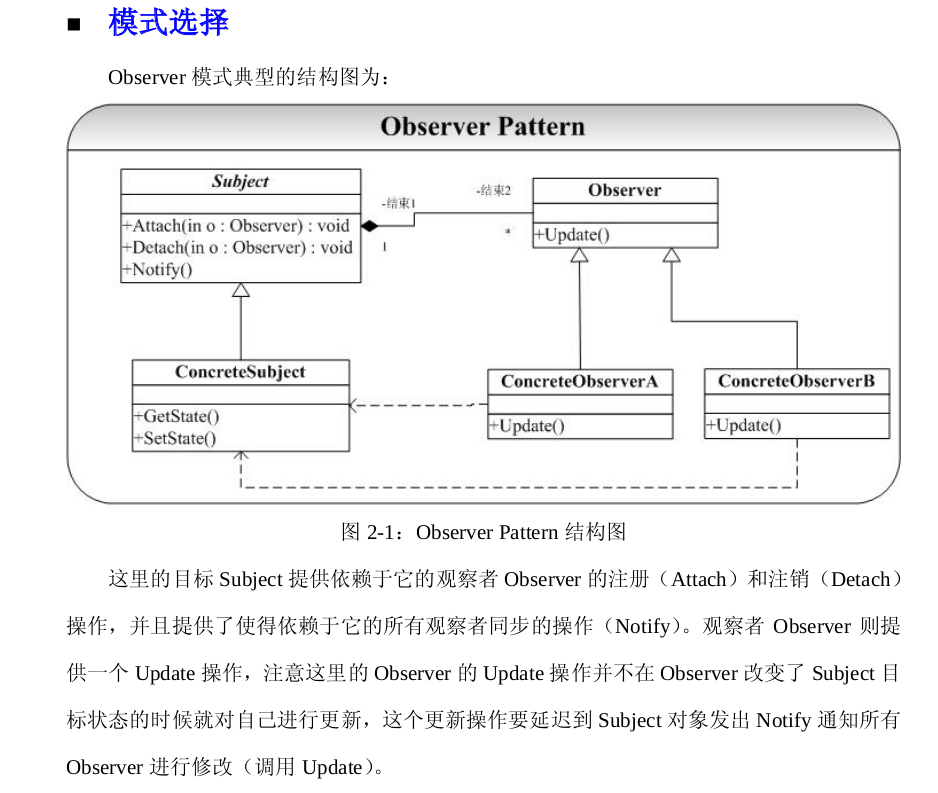 ■ 模式选择
Observer 模式典型的结构图为：
Observer Pattern
Subject
+Attach(in o : Observer) : void
+Detach(in o : Observer) : void
+Notify()
-结束1
1
-结束2
*
Observer
+Update()
ConcreteSubject
+GetState()
+SetState()
ConcreteObserverA
+Update()
ConcreteObserverB
+Update()
图 2-1：Observer Pattern 结构图
这里的目标 Subject 提供依赖于它的观察者 Observer 的注册（Attach）和注销（Detach）
操作，并且提供了使得依赖于它的所有观察者同步的操作（Notify）。观察者 Observer 则提
供一个 Update 操作，注意这里的 Observer 的 Update 操作并不在 Observer 改变了 Subject 目
标状态的时候就对自己进行更新，这个更新操作要延迟到 Subject 对象发出 Notify 通知所有
Observer 进行修改（调用 Update）。